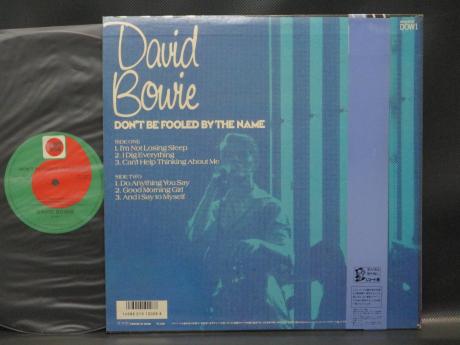 David
Bowie
DON'T BE FOOLED BY THE NAME
SIDE ONE
1. I'm Not Losing Sleep
2. I Dig Everything
3. Can't Help Thinking About Me
SIDE TWO
1. Do Anything You Say
2. Good Morning Girl
3. And I Say to Myself
DOW1
DAVID BOWIE